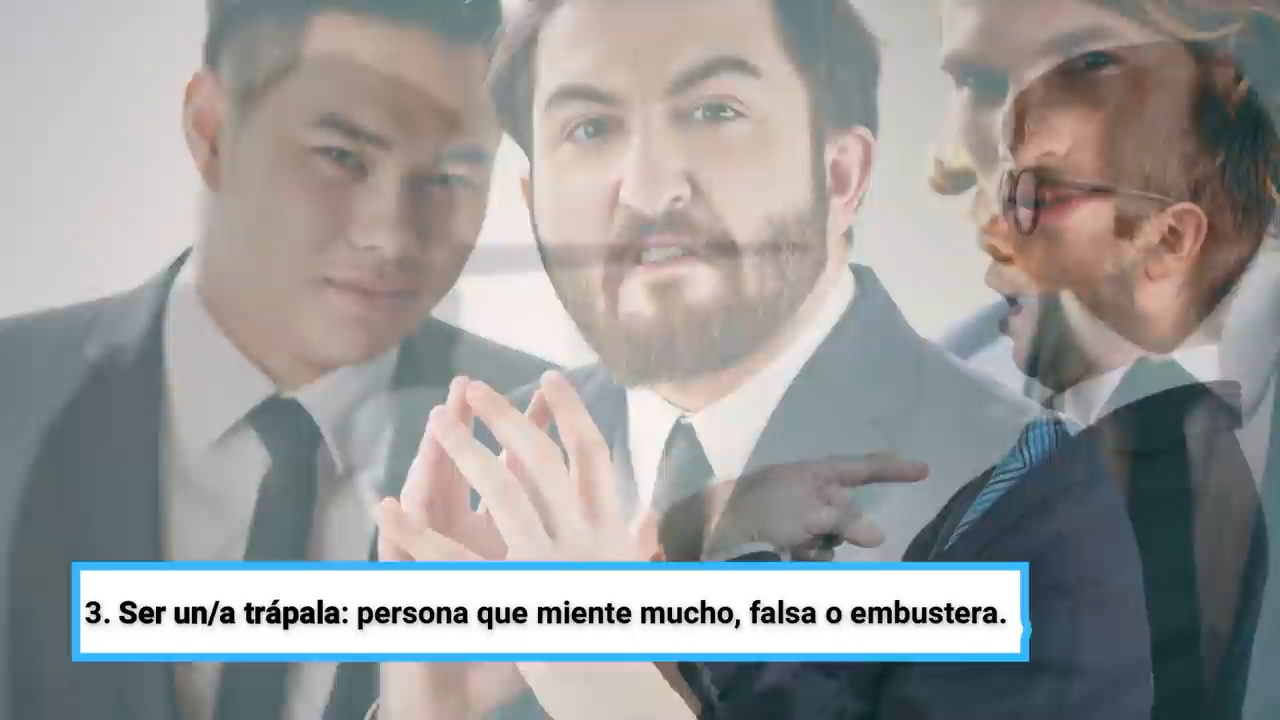 3. Ser un/a trápala: persona que miente mucho, falsa o embustera.